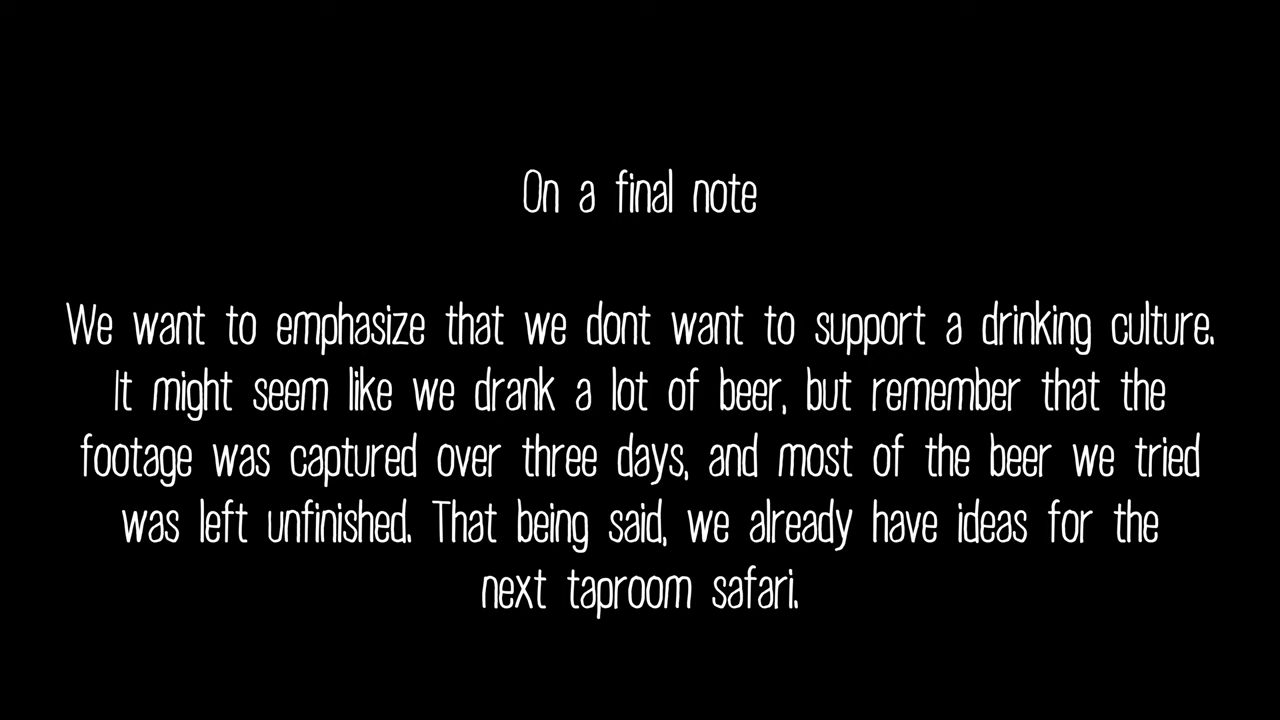 On a final note
We want to emphasize that we dont want to support a drinking culture.
It might seem like we drank a lot of beer, but remember that the
footage was captured over three days, and most of the beer we tried
was left unfinished. That being said, we already have ideas for the
next taproom safari.